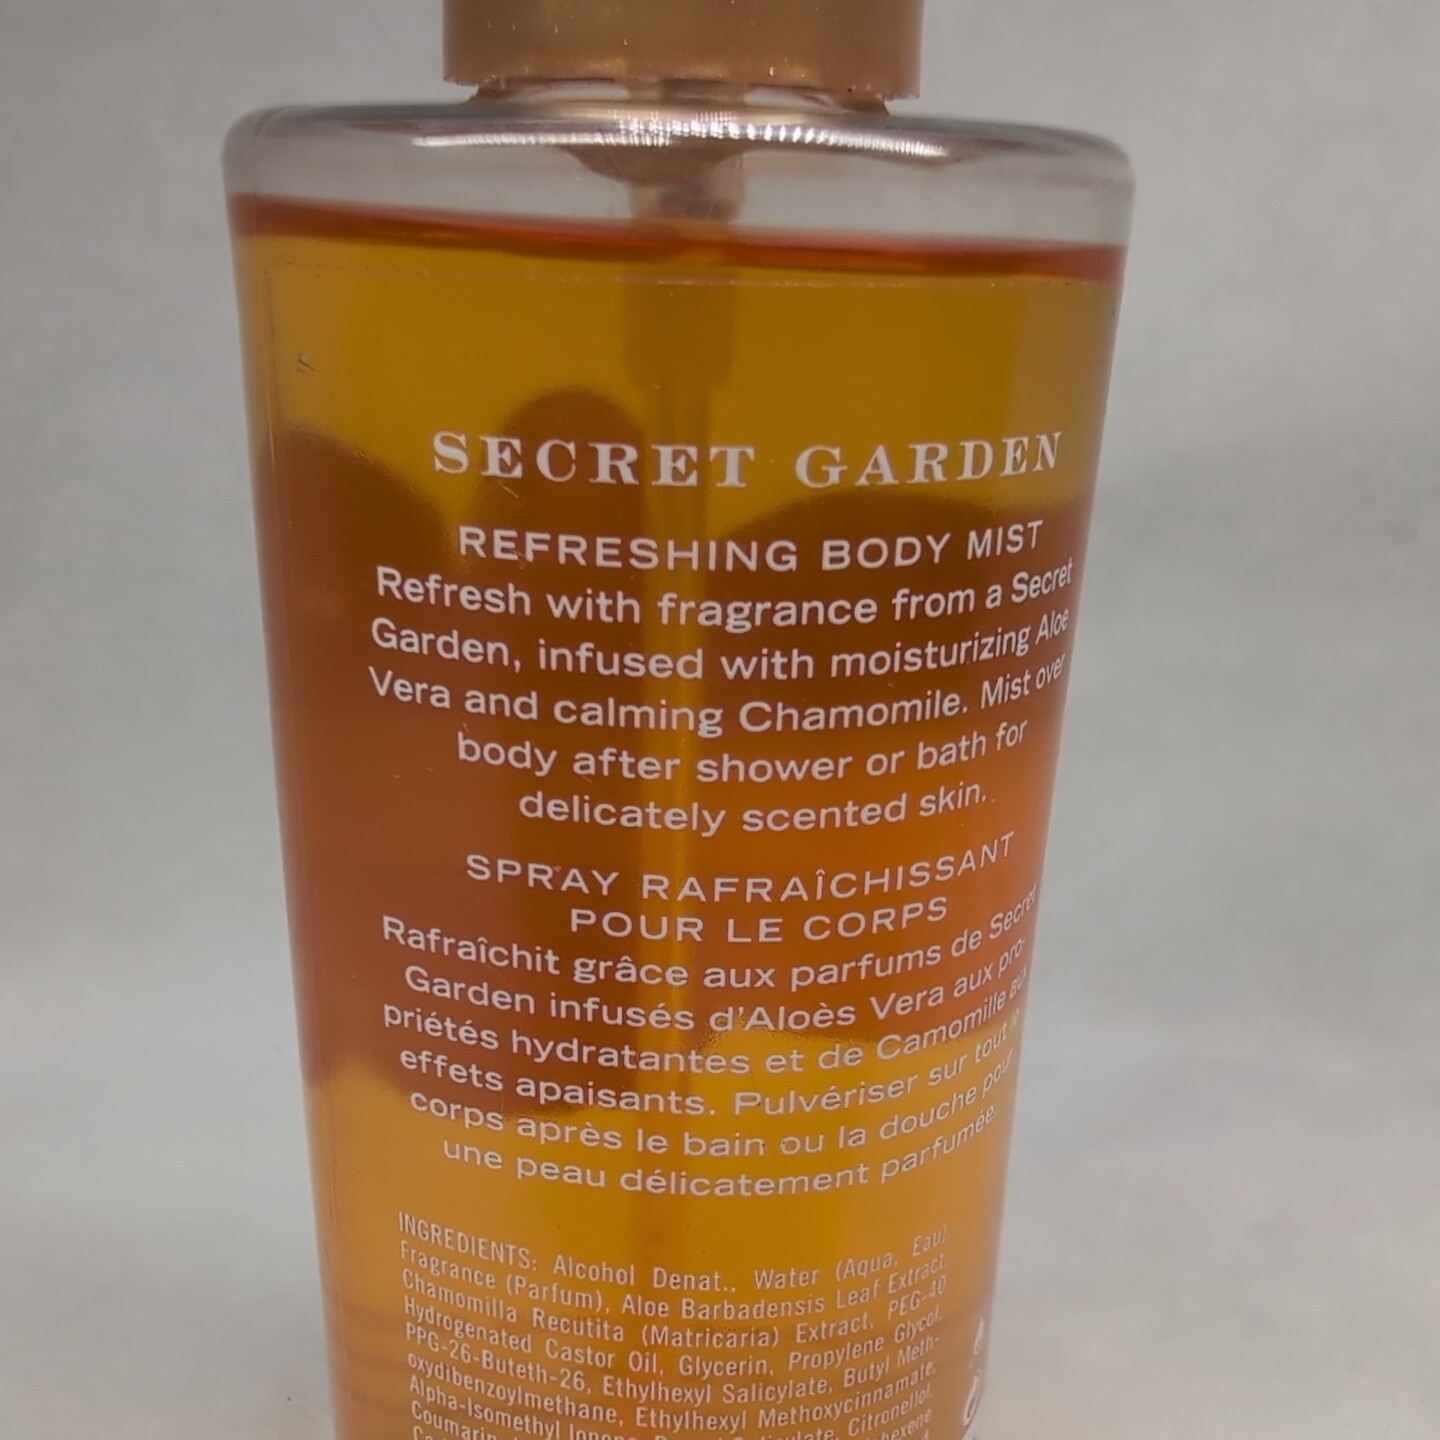 SECRET GARDEN
REFRESHING BODY MIST
Refresh with fragrance from a Secret
Garden, infused with moisturizing Aloe
Vera and calming Chamomile. Mist over
body after shower or bath for
delicately scented skin.
SPRAY RAFRAÎCHISSANT
POUR LE CORPS
Rafraîchit grâce aux parfums de Secret
Garden infusés d'Aloès Vera aux pro-
priétés hydratantes et de Camomille aux
effets apaisants. Pulvériser sur tout le
corps après le bain ou la douche pour
une peau délicatement parfumée.
INGREDIENTS: Alcohol Denat., Water (Aqua, Eau),
Fragrance (Parfum), Aloe Barbadensis Leaf Extract,
Chamomilla Recutita (Matricaria) Extract, PEG-40
Hydrogenated Castor Oil, Glycerin, Propylene Glycol,
PPG-26-Buteth-26, Ethylhexyl Salicylate, Butyl Meth-
oxydibenzoylmethane, Ethylhexyl Methoxycinnamate,
Alpha-Isomethyl Ionone, Citronellol,
Coumarin,